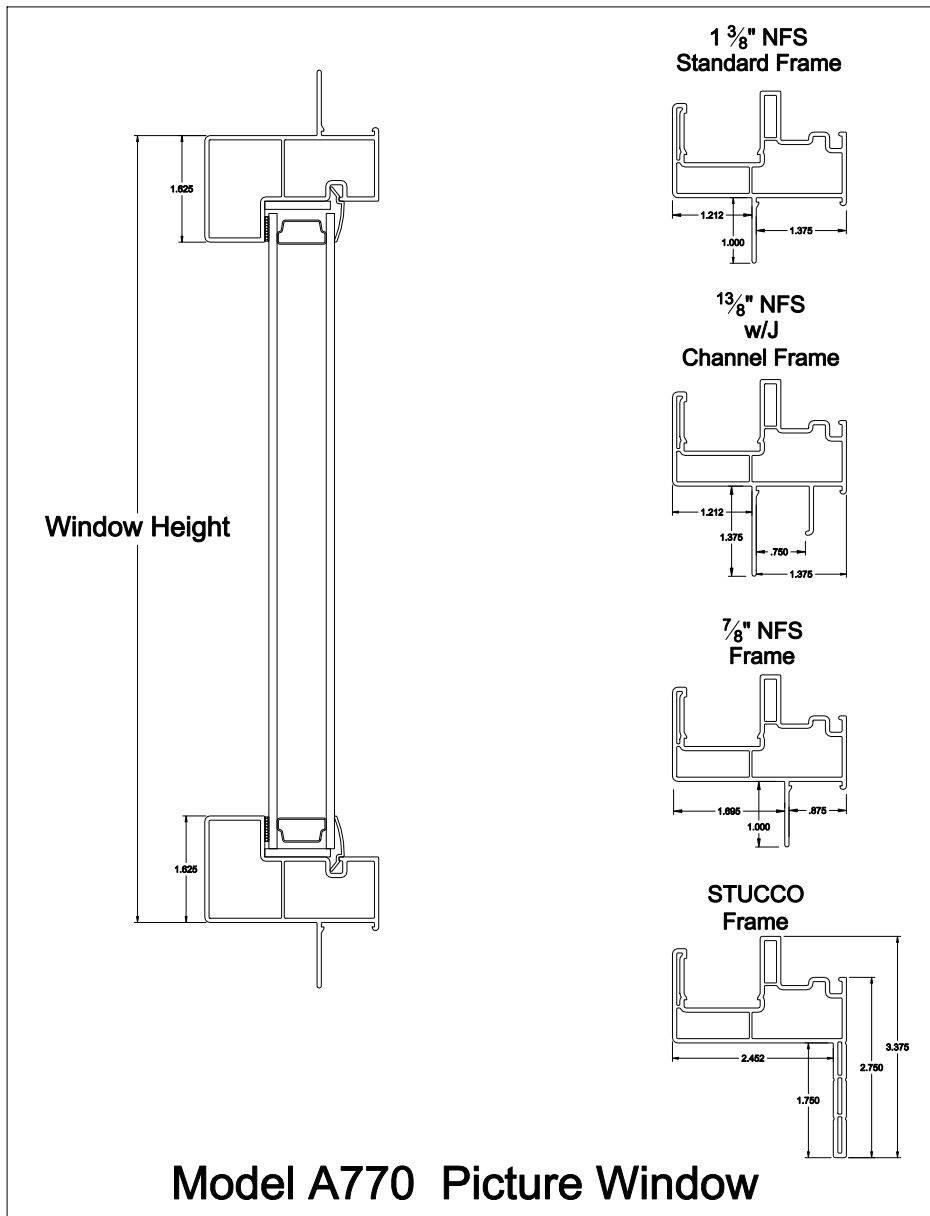 1 3⁄8" NFS
Standard Frame
1.625
1.212
1.375
1.000
13⁄8" NFS
w/J
Channel Frame
Window Height
1.212
1.375
.750
1.375
7⁄8" NFS
Frame
1.695
.875
1.000
1.625
STUCCO
Frame
3.375
2.452
2.750
1.750
Model A770 Picture Window